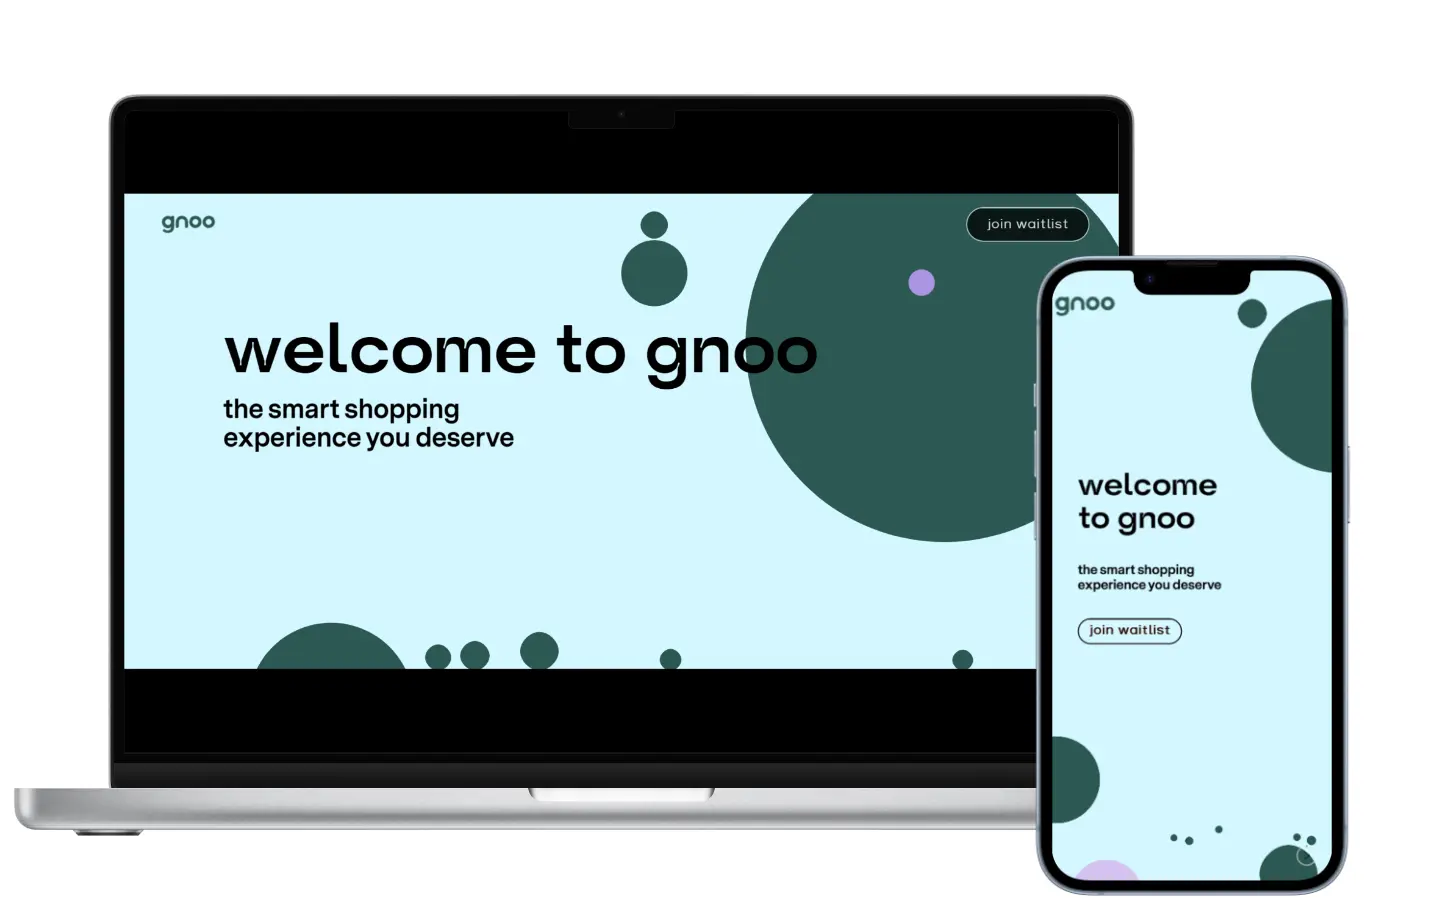 gnoo
join waitlist
welcome to gnoo
the smart shopping
experience you deserve
gnoo
welcome
to gnoo
the smart shopping
experience you deserve
join waitlist